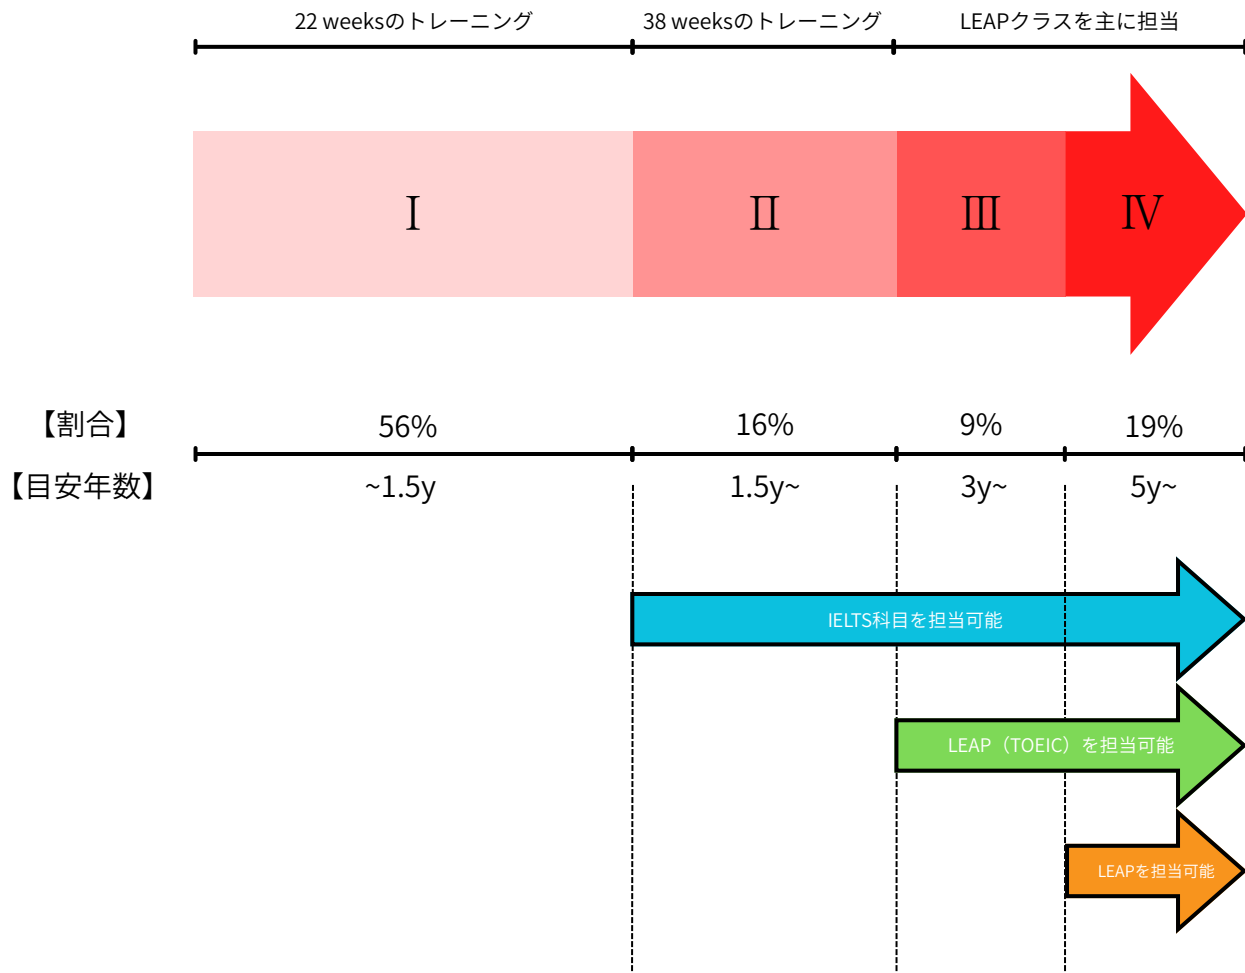 22 weeksのトレーニング
38 weeksのトレーニング
LEAPクラスを主に担当
Ⅰ
Ⅱ
Ⅲ
Ⅳ
【割合】
56%
16%
9%
19%
【目安年数】
~1.5y
1.5y~
3y~
5y~
IELTS科目を担当可能
LEAP（TOEIC）を担当可能
LEAPを担当可能